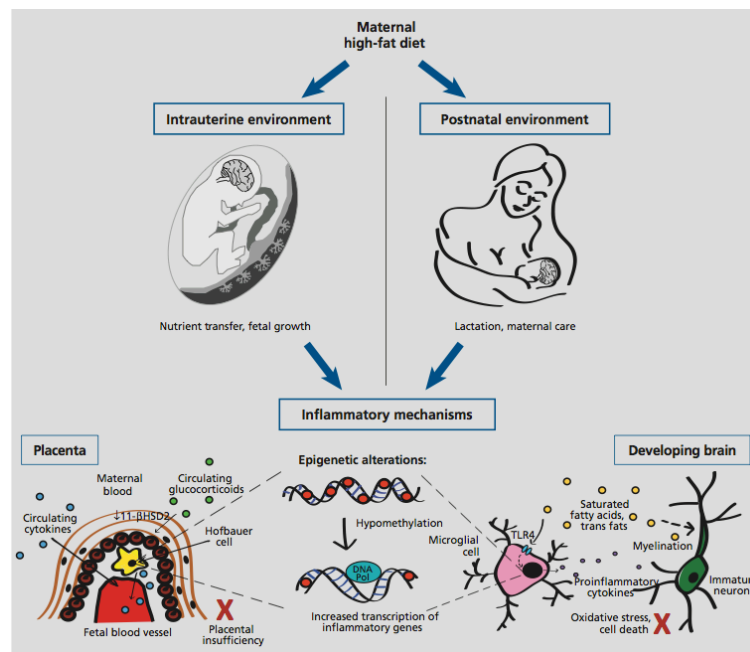 Maternal
high-fat diet
Intrauterine environment
Postnatal environment
Nutrient transfer, fetal growth
Lactation, maternal care
Inflammatory mechanisms
Placenta
Developing brain
Maternal
blood
Circulating
glucocorticoids
↓11-βHSD2
Circulating
cytokines
Hofbauer
cell
Fetal blood vessel
X
Placental
insufficiency
Epigenetic alterations:
Hypomethylation
DNA
Pol
Increased transcription of
inflammatory genes
Saturated
fatty acids,
trans fats
TLR4
Microglial
cell
Myelination
Proinflammatory
cytokines
Immature
neuron
Oxidative stress,
cell death
X